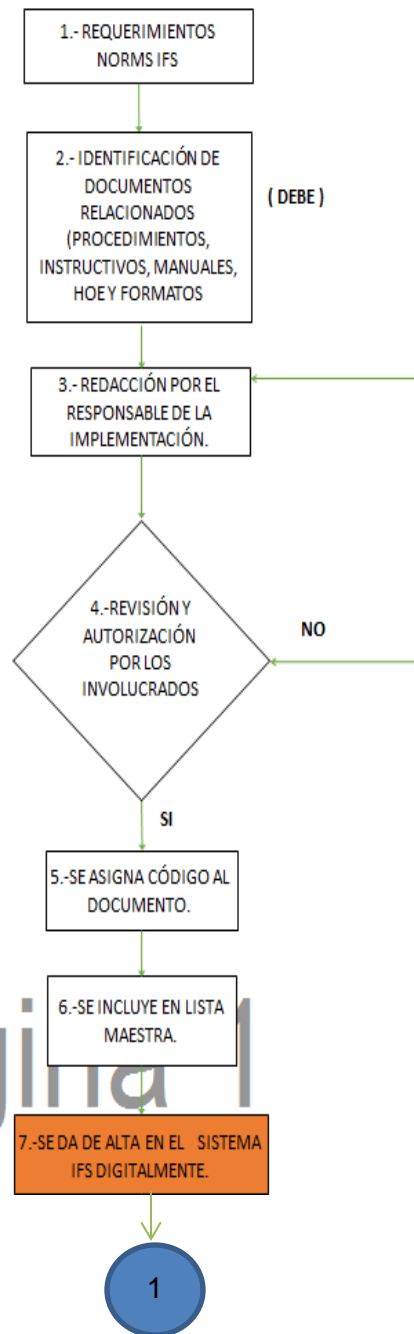 1.- REQUERIMIENTOS
NORMS IFS
2.- IDENTIFICACIÓN DE
DOCUMENTOS
RELACIONADOS
(PROCEDIMIENTOS,
INSTRUCTIVOS, MANUALES,
HOE Y FORMATOS
( DEBE )
3.- REDACCIÓN POR EL
RESPONSABLE DE LA
IMPLEMENTACIÓN.
4.-REVISIÓN Y
AUTORIZACIÓN
POR LOS
INVOLUCRADOS
NO
SI
5.-SE ASIGNA CÓDIGO AL
DOCUMENTO.
6.-SE INCLUYE EN LISTA
MAESTRA.
gina 1
7.-SE DA DE ALTA EN EL SISTEMA
IFS DIGITALMENTE.
1